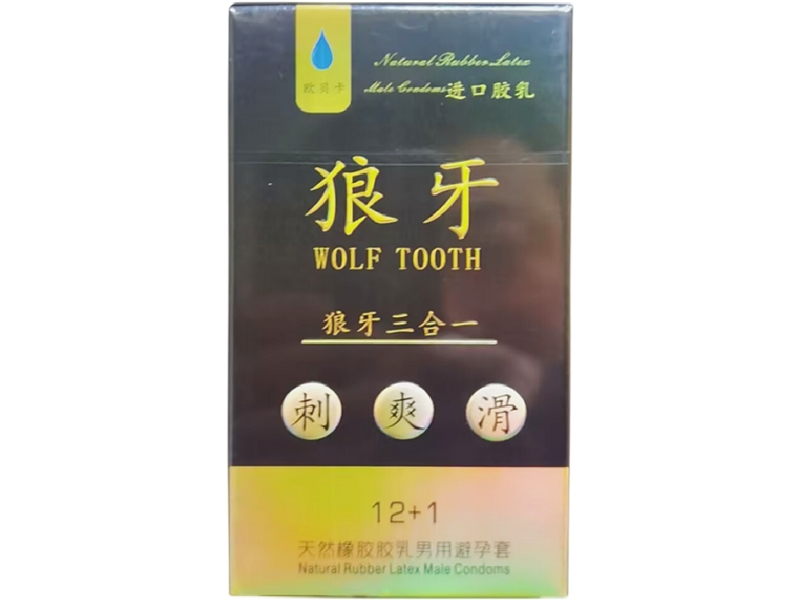 欧贝卡
Natural Rubber Latex
Male Condoms进口胶乳
狼牙
WOLF TOOTH
狼牙三合一
刺 爽 滑
12+1
天然橡胶胶乳男用避孕套
Natural Rubber Latex Male Condoms